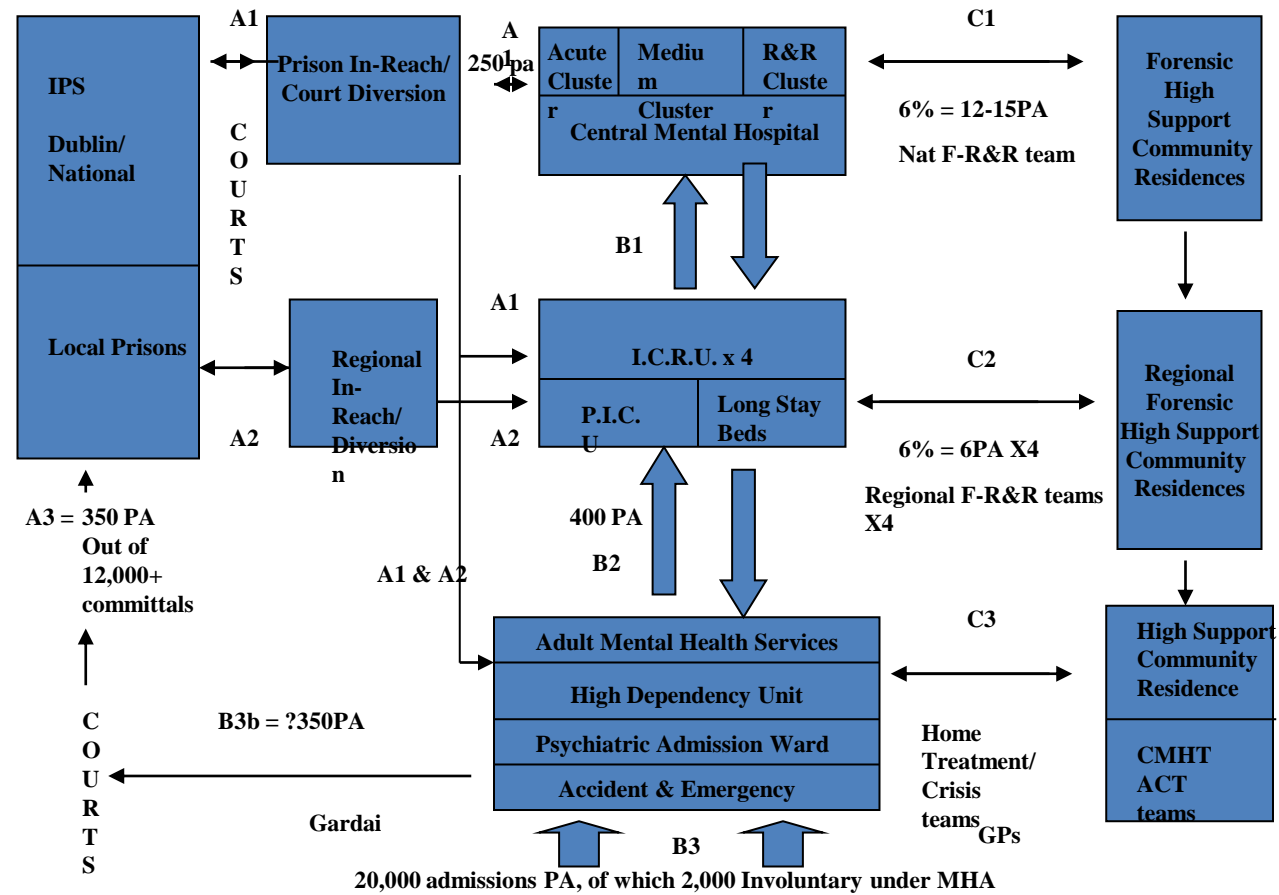 A1
IPS
Dublin/
National
C
O
U
R
T
S
Prison In-Reach/
Court Diversion
A
1
250 pa
Acute
Cluste
r
Mediu
m
Cluster
R&R
Cluste
r
Central Mental Hospital
C1
6% = 12-15PA
Nat F-R&R team
Forensic
High
Support
Community
Residences
B1
Local Prisons
A2
Regional
In-
Reach/
Diversio
n
A1
A2
I.C.R.U. x 4
P.I.C.
U
Long Stay
Beds
C2
6% = 6PA X4
Regional F-R&R teams
X4
Regional
Forensic
High Support
Community
Residences
A3 = 350 PA
Out of
12,000+
committals
400 PA
B2
A1 & A2
Adult Mental Health Services
High Dependency Unit
Psychiatric Admission Ward
Accident & Emergency
C3
High Support
Community
Residence
CMHT
ACT
teams
Home
Treatment/
Crisis
teams
GPs
B3b = ?350PA
C
O
U
R
T
S
Gardai
B3
20,000 admissions PA, of which 2,000 Involuntary under MHA